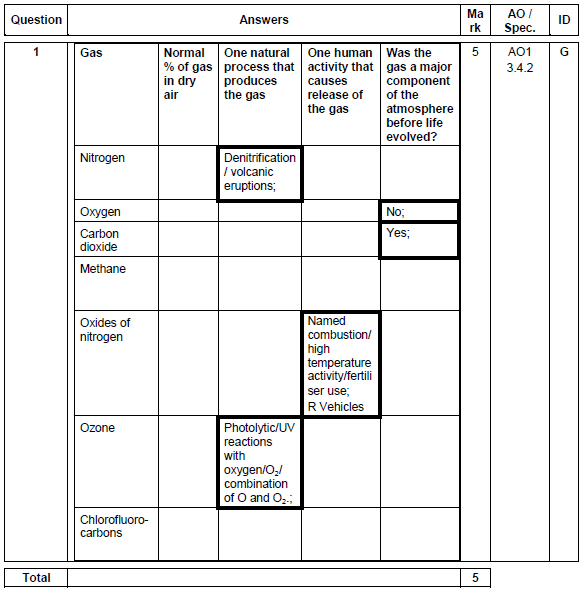 Question Answers Ma AO / ID
rk Spec.
1 Gas Normal One natural One human Was the 5 AO1 G
% of gas process that activity that gas a major 3.4.2
in dry produces causes component
air the gas release of of the
the gas atmosphere
before life
evolved?
Nitrogen Denitrification
/ volcanic
eruptions;
Oxygen No;
Carbon Yes;
dioxide
Methane
Oxides of Named
nitrogen combustion/
high
temperature
activity/fertili
ser use;
R Vehicles
Ozone Photolytic/UV
reactions
with
oxygen/O₂/
combination
of O and O₂.;
Chlorofluoro-
carbons
Total 5